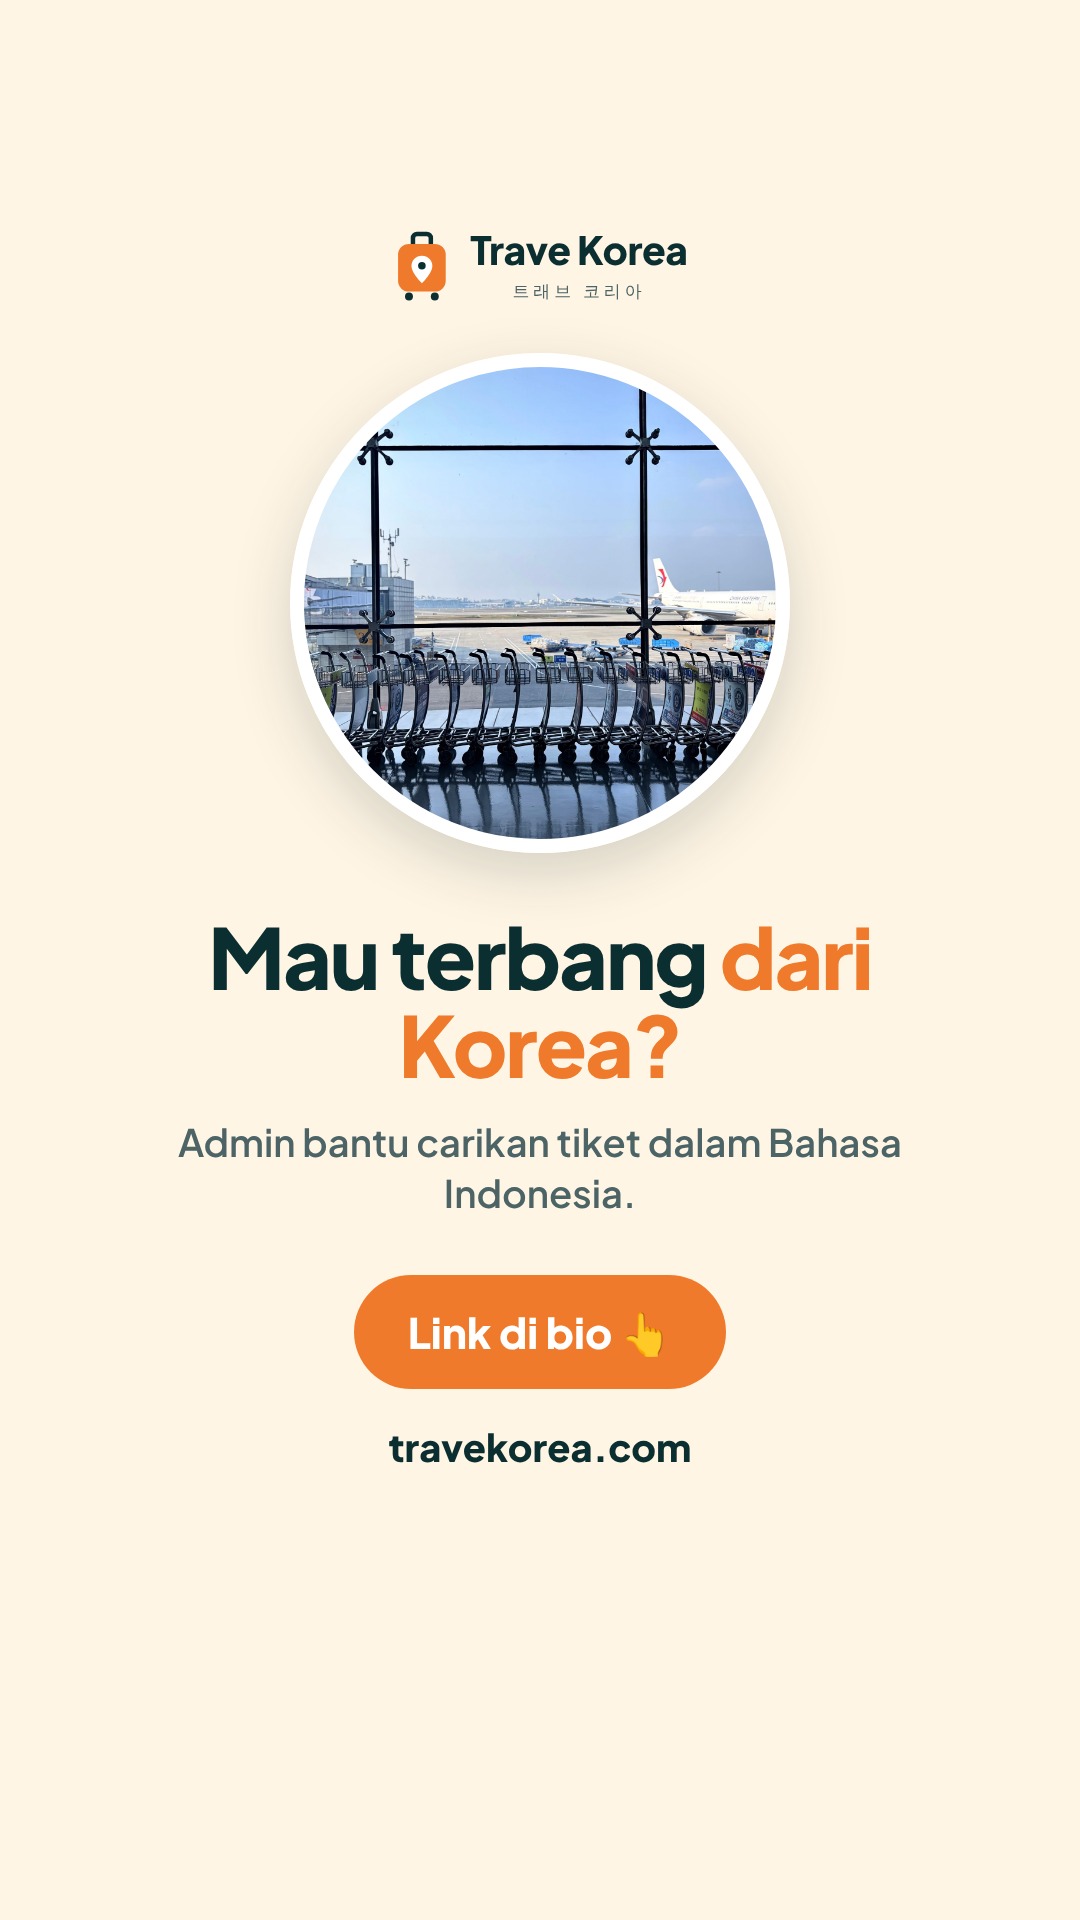 Trave Korea
트래브 코리아
Mau terbang dari
Korea?
Admin bantu carikan tiket dalam Bahasa
Indonesia.
Link di bio 👆
travekorea.com